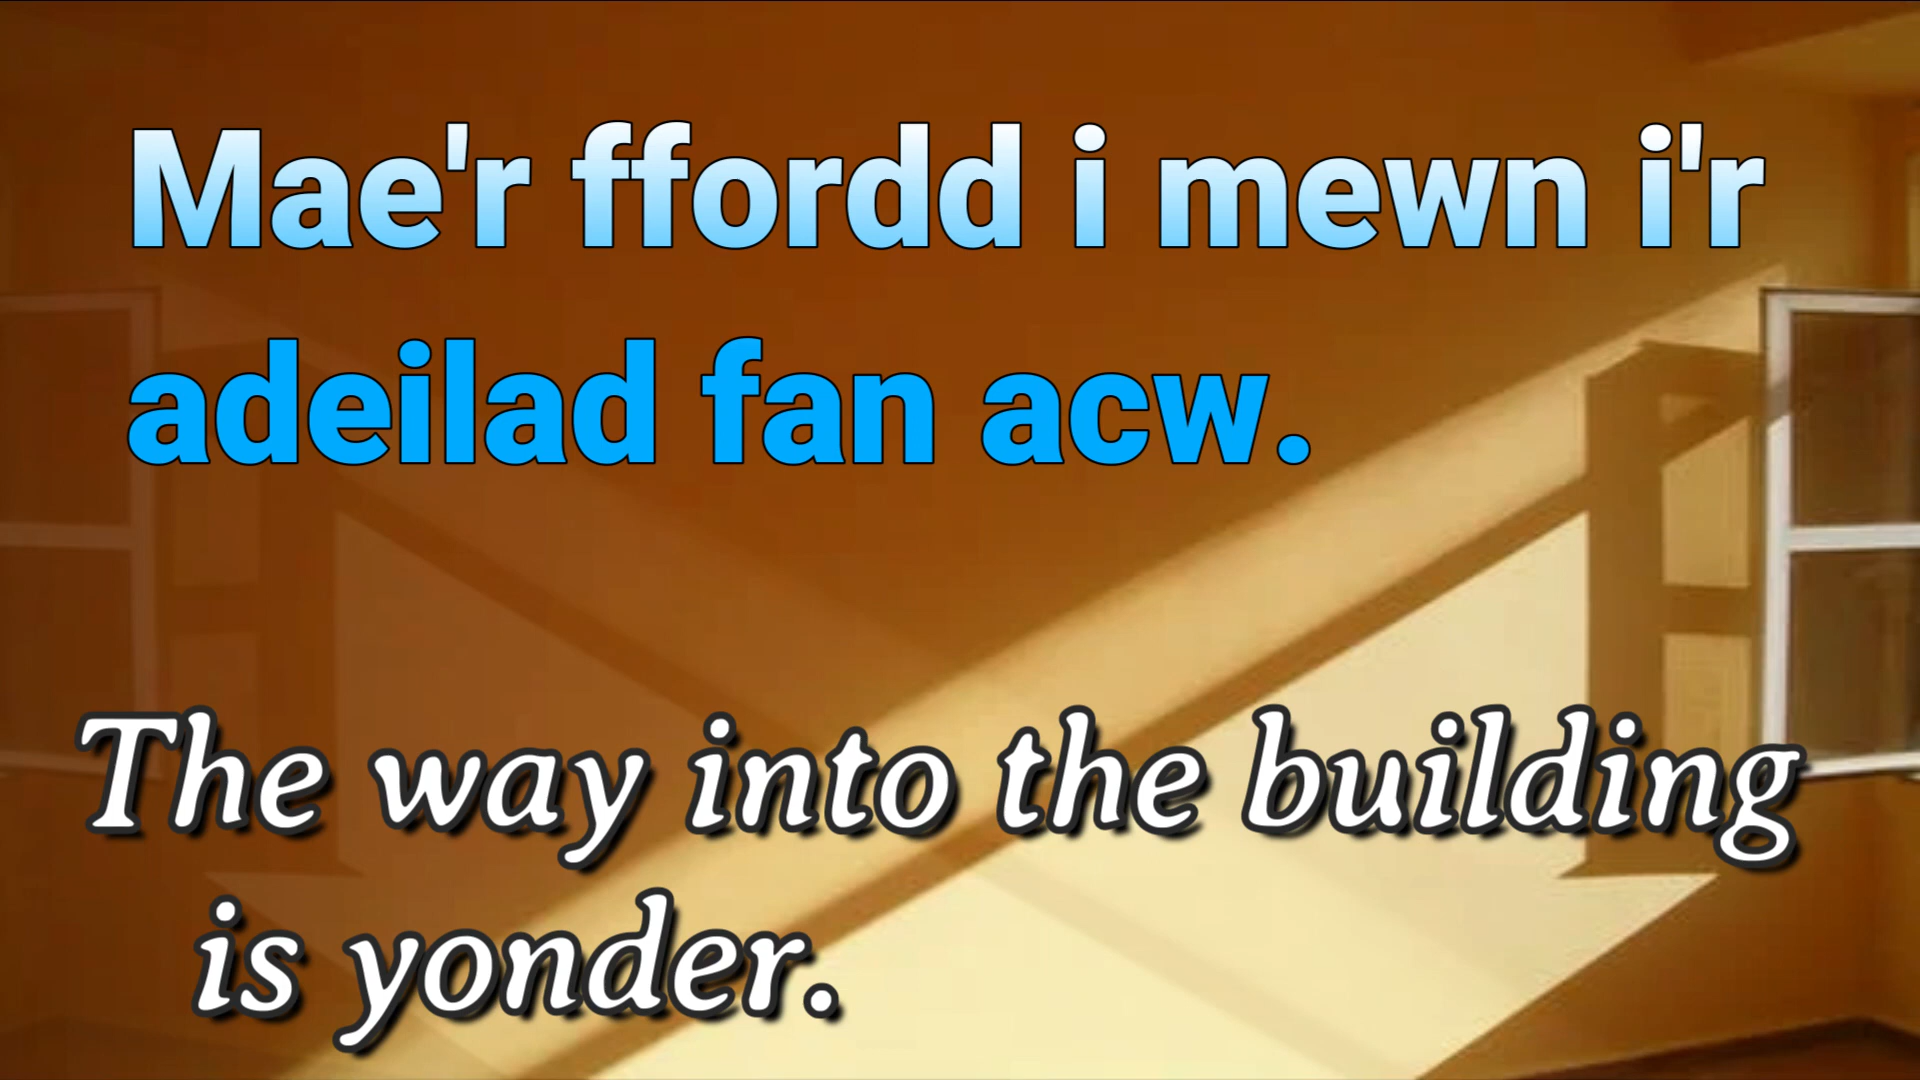 Mae'r ffordd i mewn i'r
adeilad fan acw.
The way into the building
is yonder.